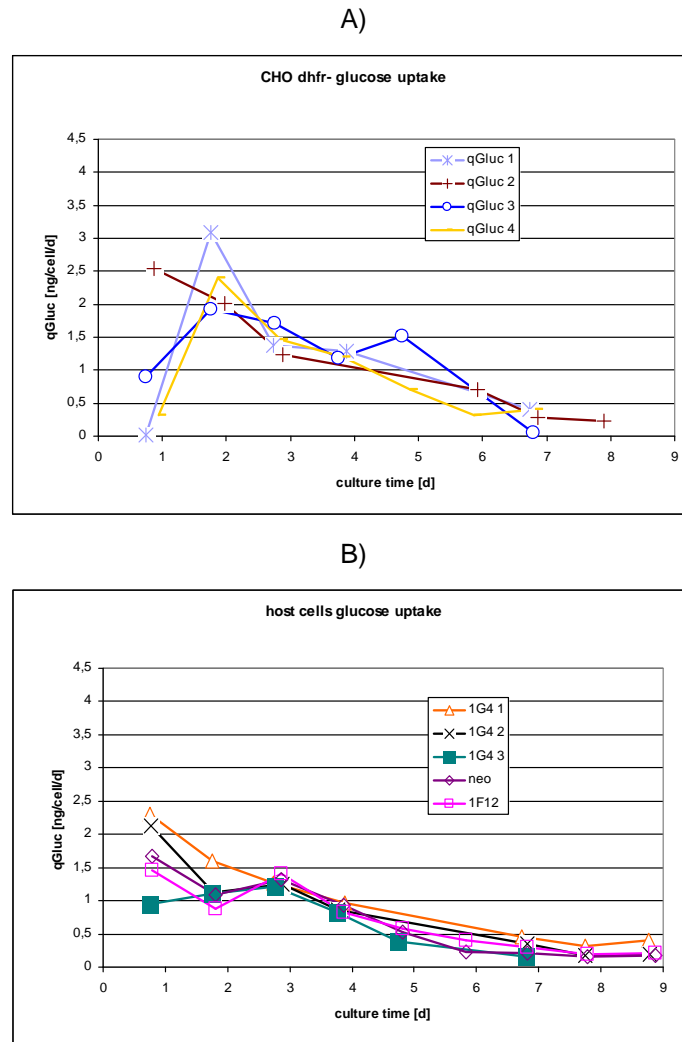 A)
CHO dhfr- glucose uptake
4,5
4
3,5
3
2,5
2
1,5
1
0,5
0
qGluc [ng/cell/d]
qGluc 1
qGluc 2
qGluc 3
qGluc 4
0 1 2 3 4 5 6 7 8 9
culture time [d]
B)
host cells glucose uptake
4,5
4
3,5
3
2,5
2
1,5
1
0,5
0
qGluc [ng/cell/d]
1G4 1
1G4 2
1G4 3
neo
1F12
0 1 2 3 4 5 6 7 8 9
culture time [d]